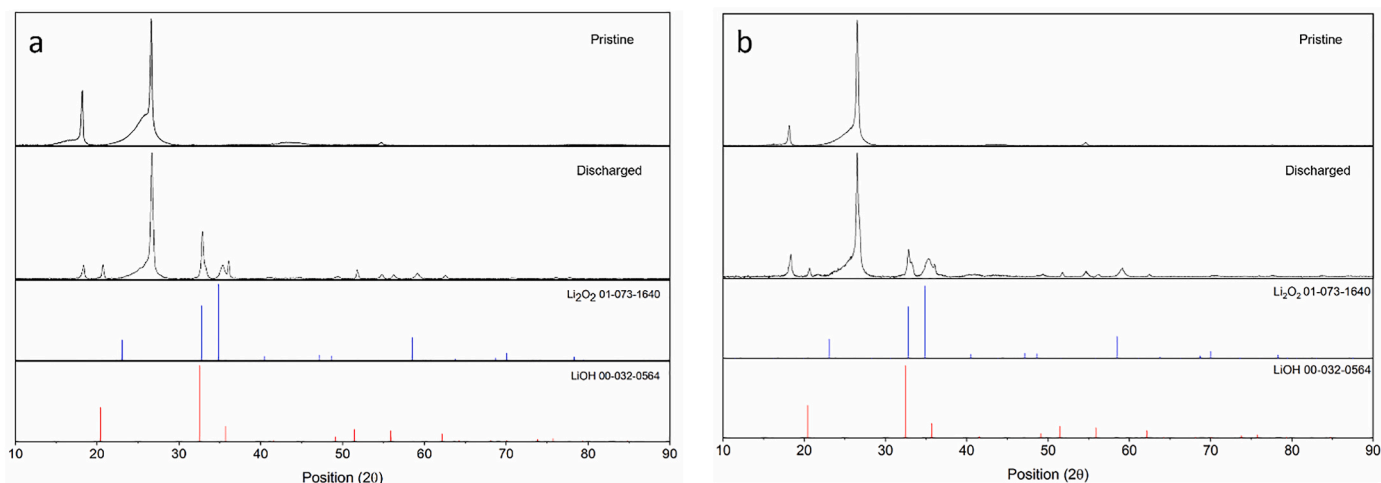 a
Pristine
Discharged
Li₂O₂ 01-073-1640
LiOH 00-032-0564
10 20 30 40 50 60 70 80 90
Position (2θ)
b
Pristine
Discharged
Li₂O₂ 01-073-1640
LiOH 00-032-0564
10 20 30 40 50 60 70 80 90
Position (2θ)